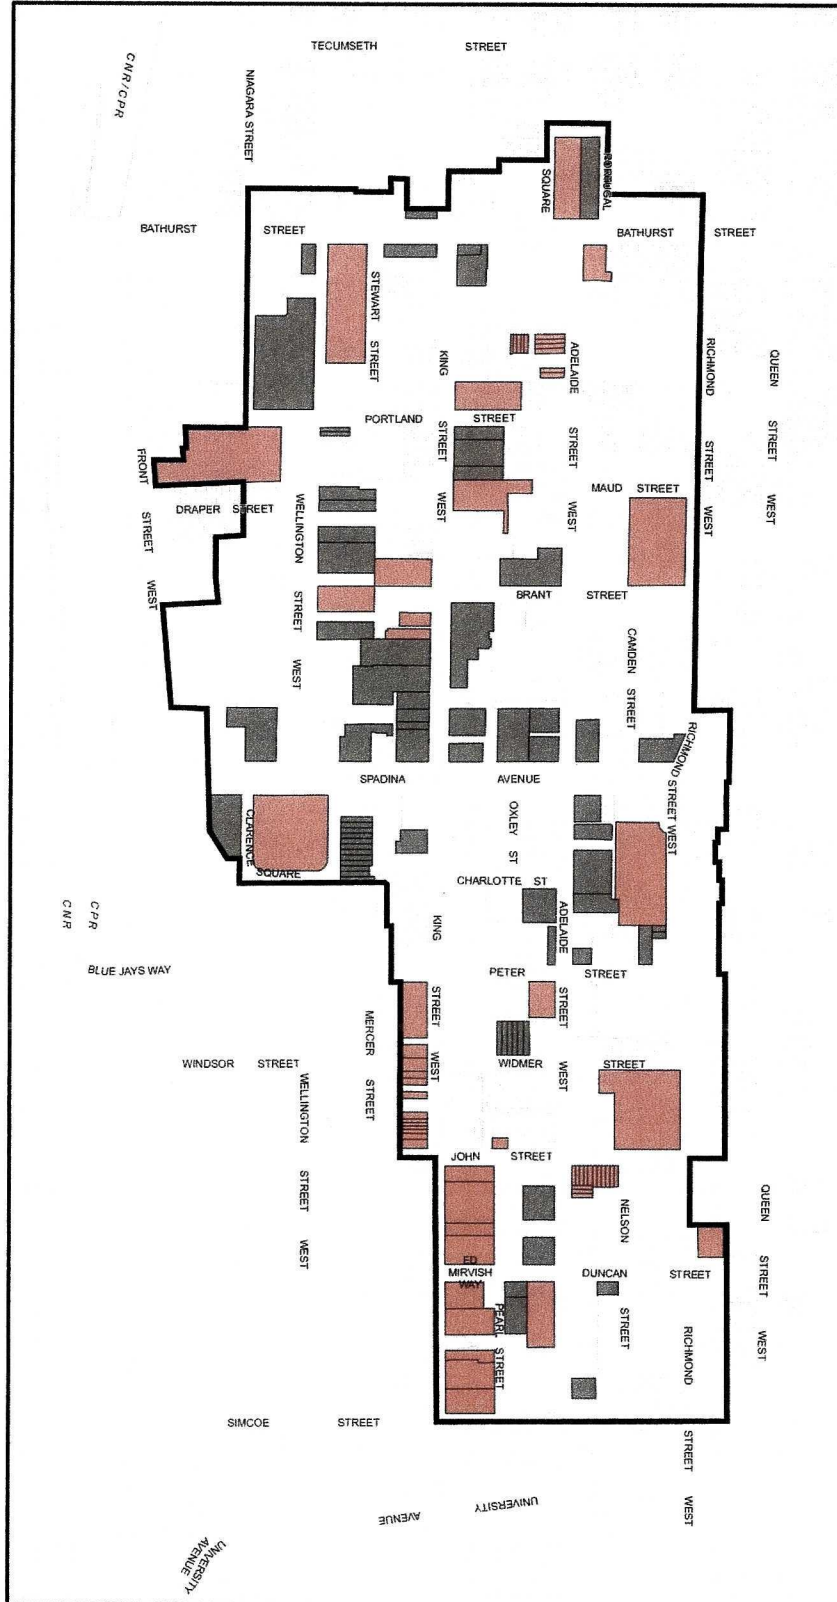 TECUMSETH STREET
CNR/CPR
NIAGARA STREET
PORTUGAL
SQUARE
BATHURST STREET
BATHURST STREET
STEWART STREET
KING STREET WEST
ADELAIDE STREET WEST
RICHMOND STREET WEST
QUEEN STREET WEST
PORTLAND STREET
FRONT STREET WEST
DRAPER STREET
WELLINGTON STREET WEST
MAUD STREET
BRANT STREET
CAMDEN STREET
RICHMOND STREET WEST
SPADINA AVENUE
CLARENCE
SQUARE
OXLEY ST
CHARLOTTE ST
CNR
CPR
KING STREET WEST
ADELAIDE STREET WEST
BLUE JAYS WAY
PETER STREET
MERCER STREET
WINDSOR STREET
WIDMER STREET
WELLINGTON STREET WEST
JOHN STREET
NELSON STREET
QUEEN STREET WEST
ED
MIRVISH
WAY
DUNCAN STREET
PEARL STREET
RICHMOND STREET WEST
SIMCOE STREET
UNIVERSITY AVENUE
UNIVERSITY
AVENUE